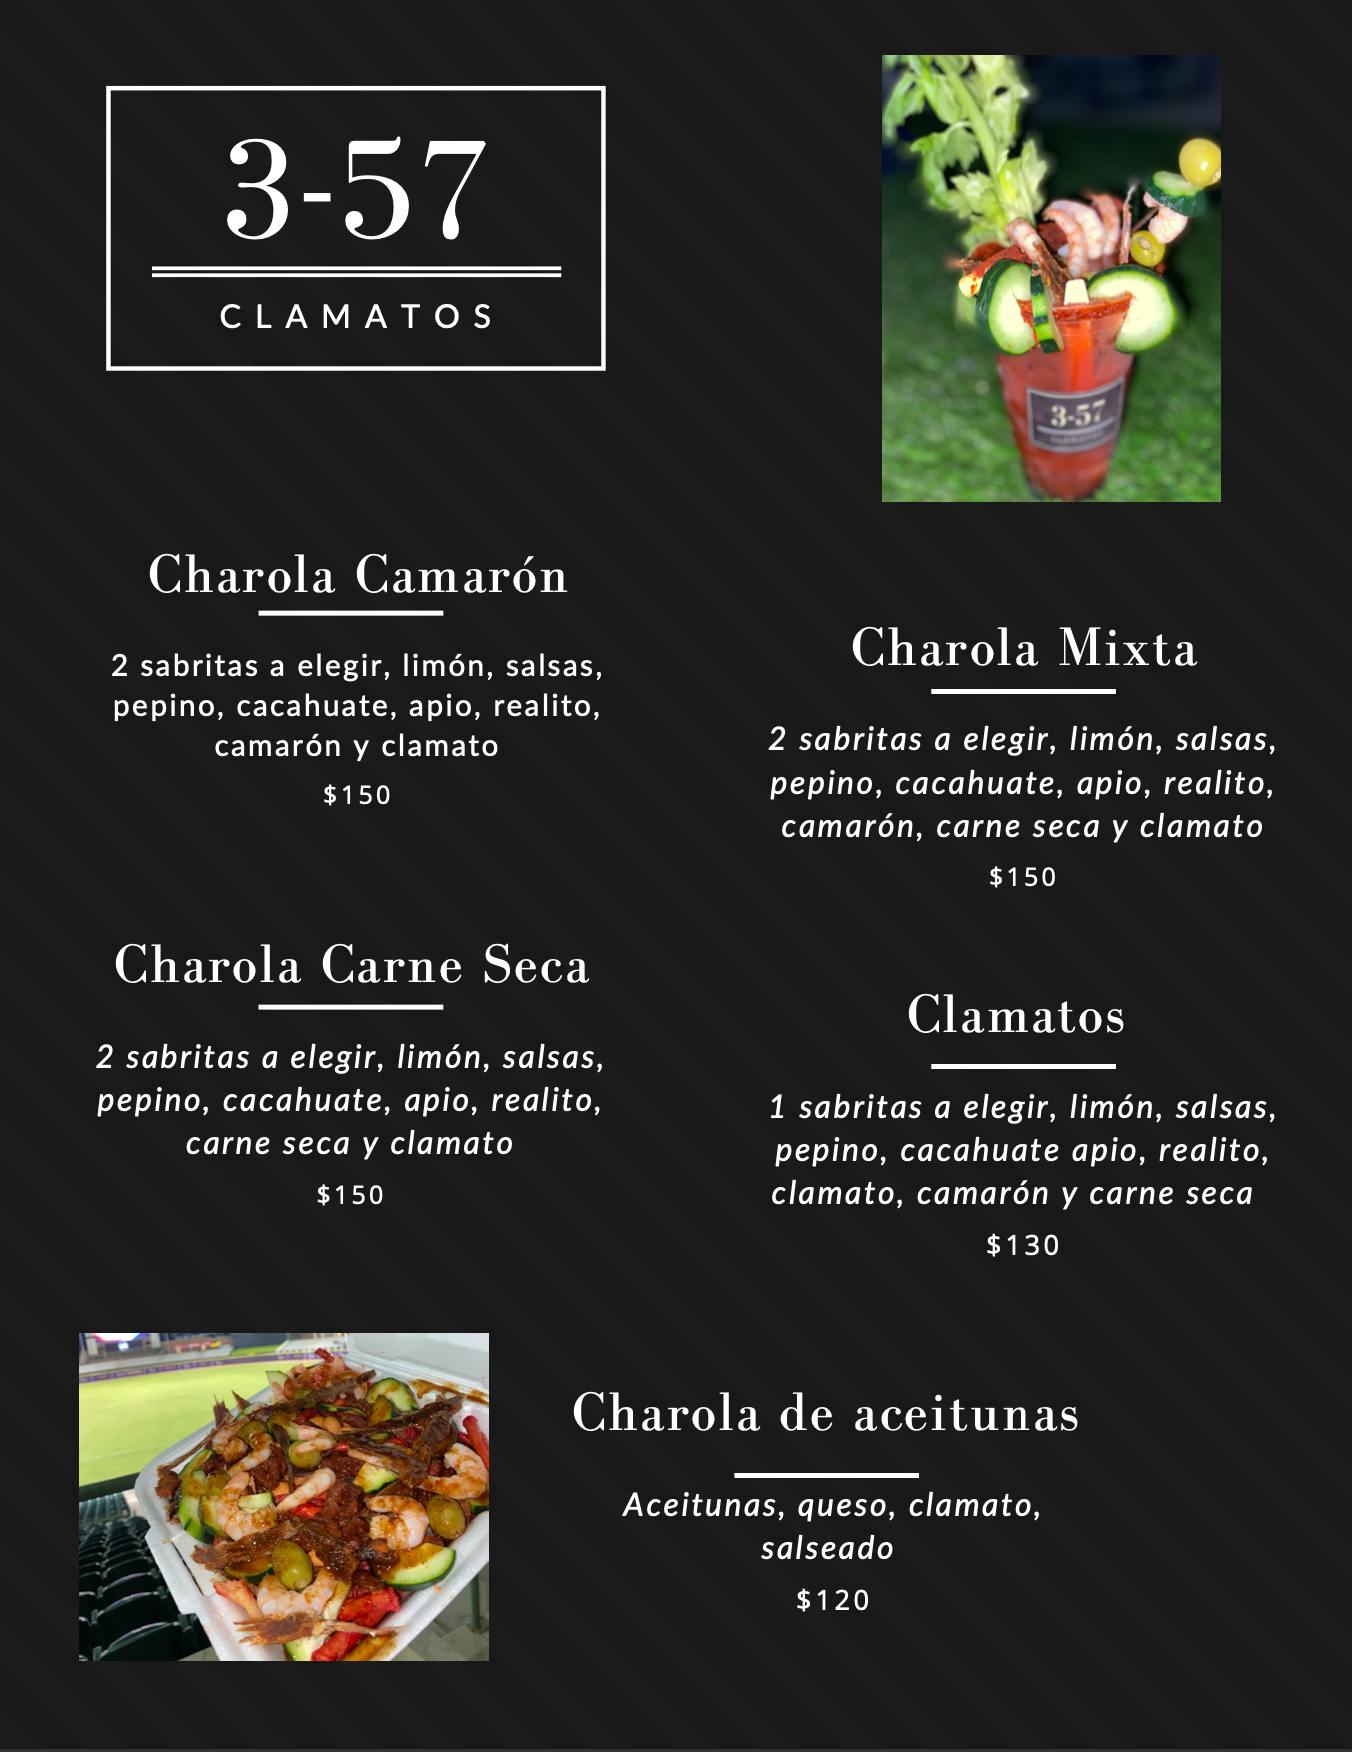 3-57
CLAMATOS
3-57
Charola Camarón
2 sabritas a elegir, limón, salsas,
pepino, cacahuate, apio, realito,
camarón y clamato
$150
Charola Mixta
2 sabritas a elegir, limón, salsas,
pepino, cacahuate, apio, realito,
camarón, carne seca y clamato
$150
Charola Carne Seca
2 sabritas a elegir, limón, salsas,
pepino, cacahuate, apio, realito,
carne seca y clamato
$150
Clamatos
1 sabritas a elegir, limón, salsas,
pepino, cacahuate apio, realito,
clamato, camarón y carne seca
$130
Charola de aceitunas
Aceitunas, queso, clamato,
salseado
$120